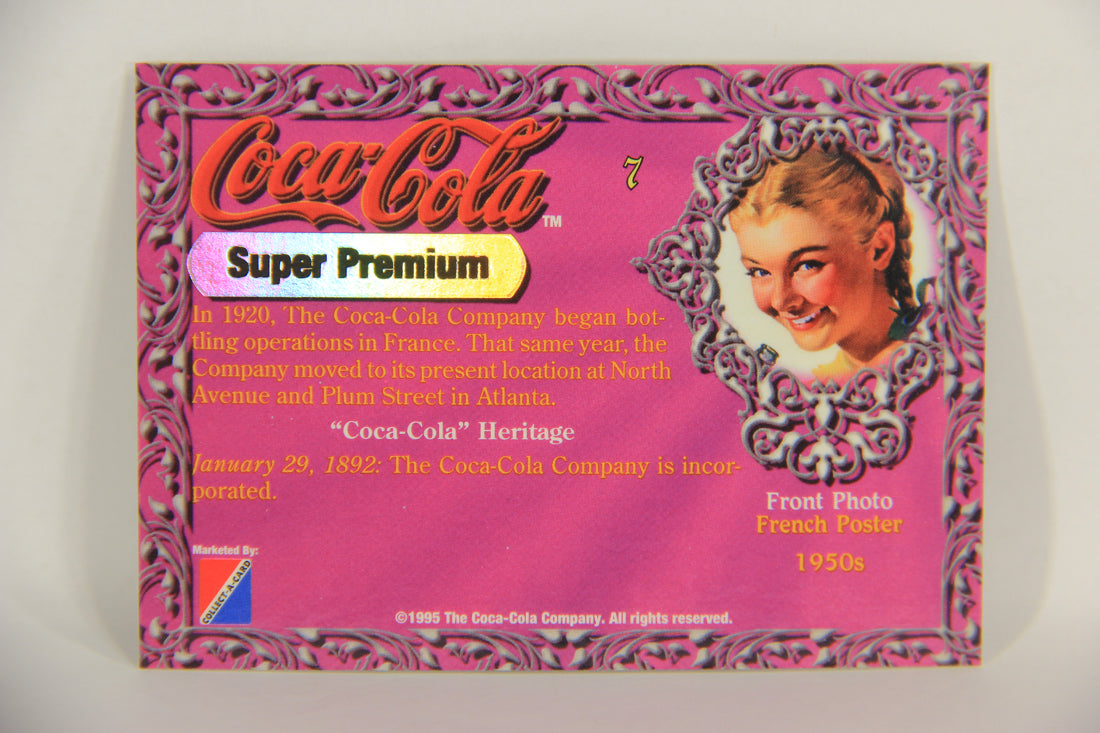 Coca-Cola
TM
7
Super Premium
In 1920, The Coca-Cola Company began bot-
tling operations in France. That same year, the
Company moved to its present location at North
Avenue and Plum Street in Atlanta.
“Coca-Cola” Heritage
January 29, 1892: The Coca-Cola Company is incor-
porated.
Front Photo
French Poster
1950s
Marketed By:
COLLECT-A-CARD
©1995 The Coca-Cola Company. All rights reserved.